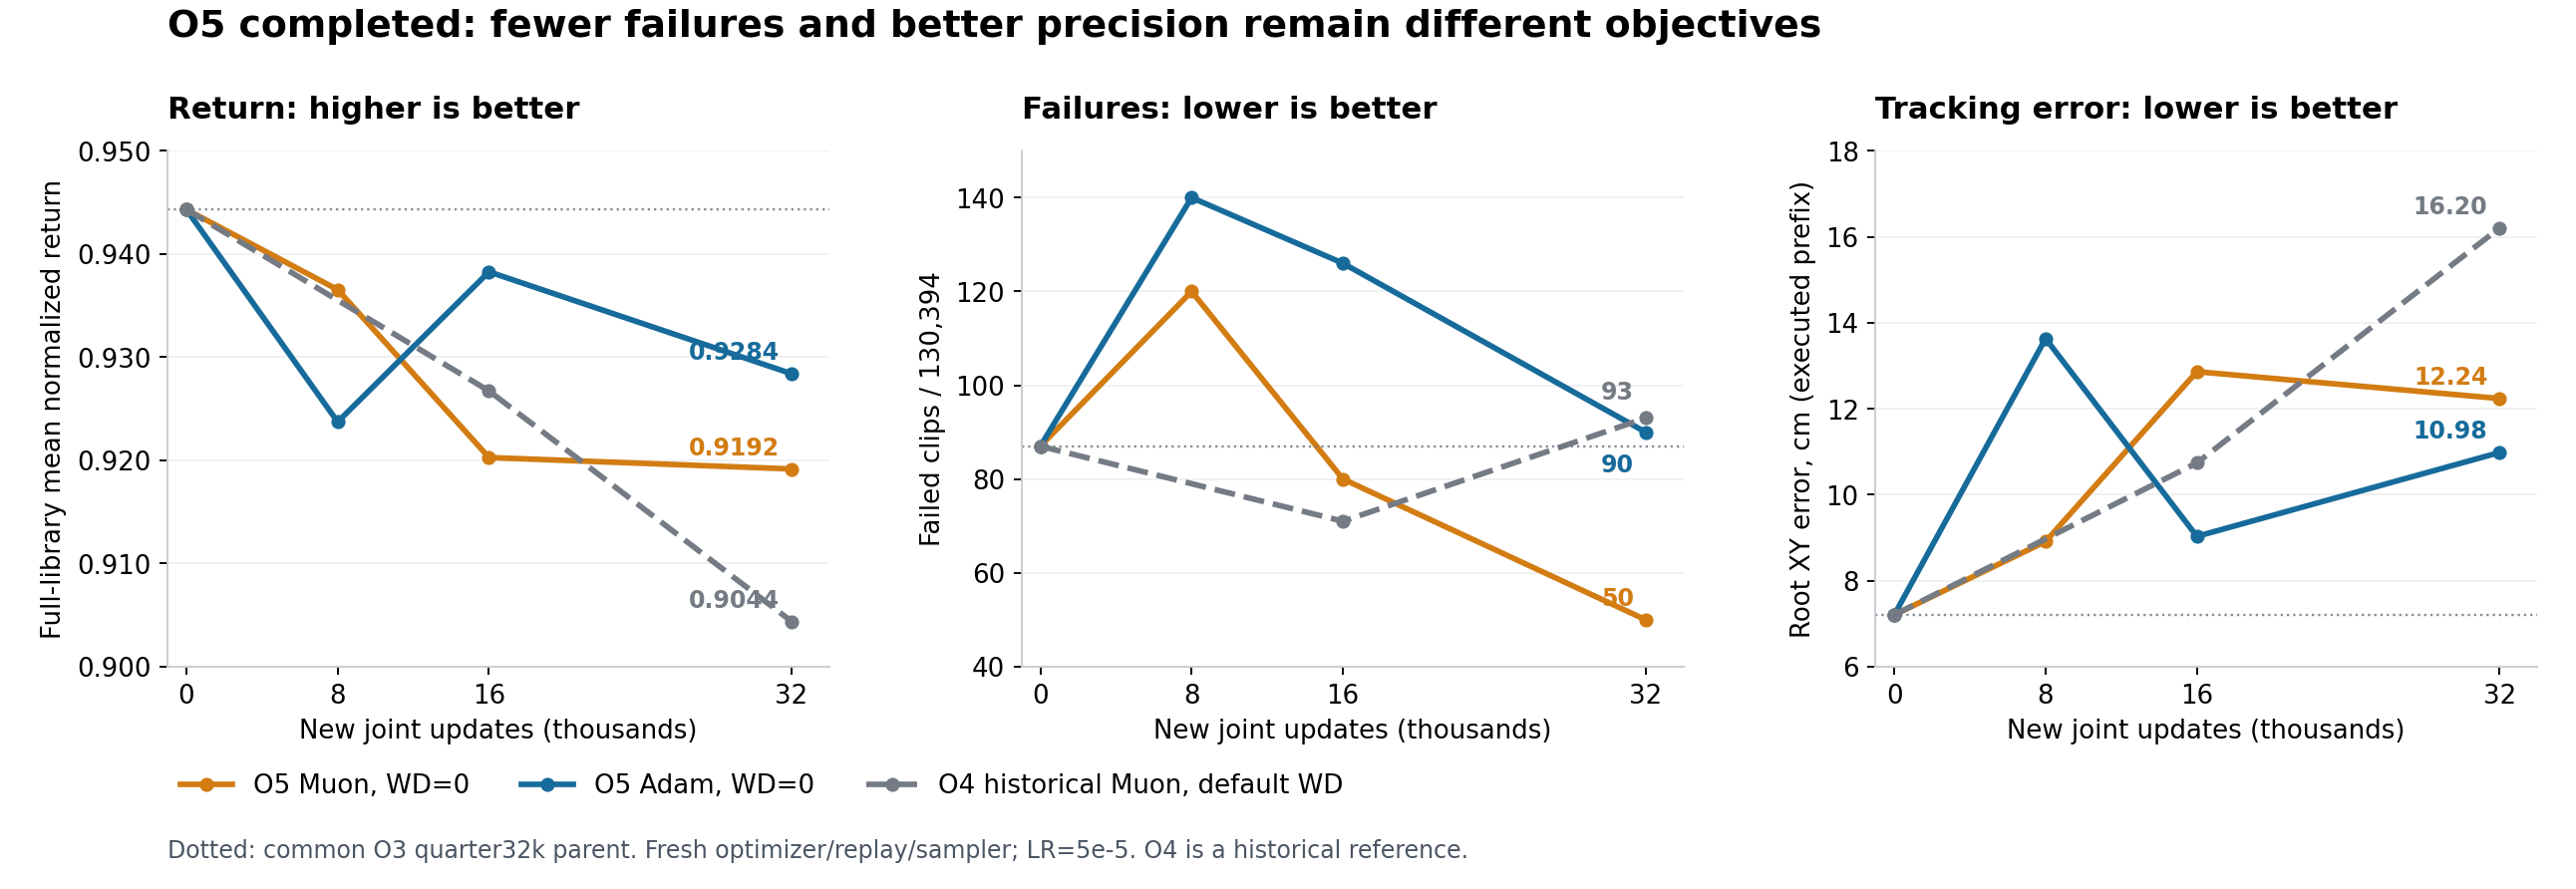 O5 completed: fewer failures and better precision remain different objectives
Return: higher is better
Full-library mean normalized return
0.950
0.940
0.930
0.920
0.910
0.900
0.9284
0.9192
0.9044
0
8
16
32
New joint updates (thousands)
Failures: lower is better
Failed clips / 130,394
140
120
100
80
60
40
93
90
50
0
8
16
32
New joint updates (thousands)
Tracking error: lower is better
Root XY error, cm (executed prefix)
18
16
14
12
10
8
6
16.20
12.24
10.98
0
8
16
32
New joint updates (thousands)
O5 Muon, WD=0
O5 Adam, WD=0
O4 historical Muon, default WD
Dotted: common O3 quarter32k parent. Fresh optimizer/replay/sampler; LR=5e-5. O4 is a historical reference.